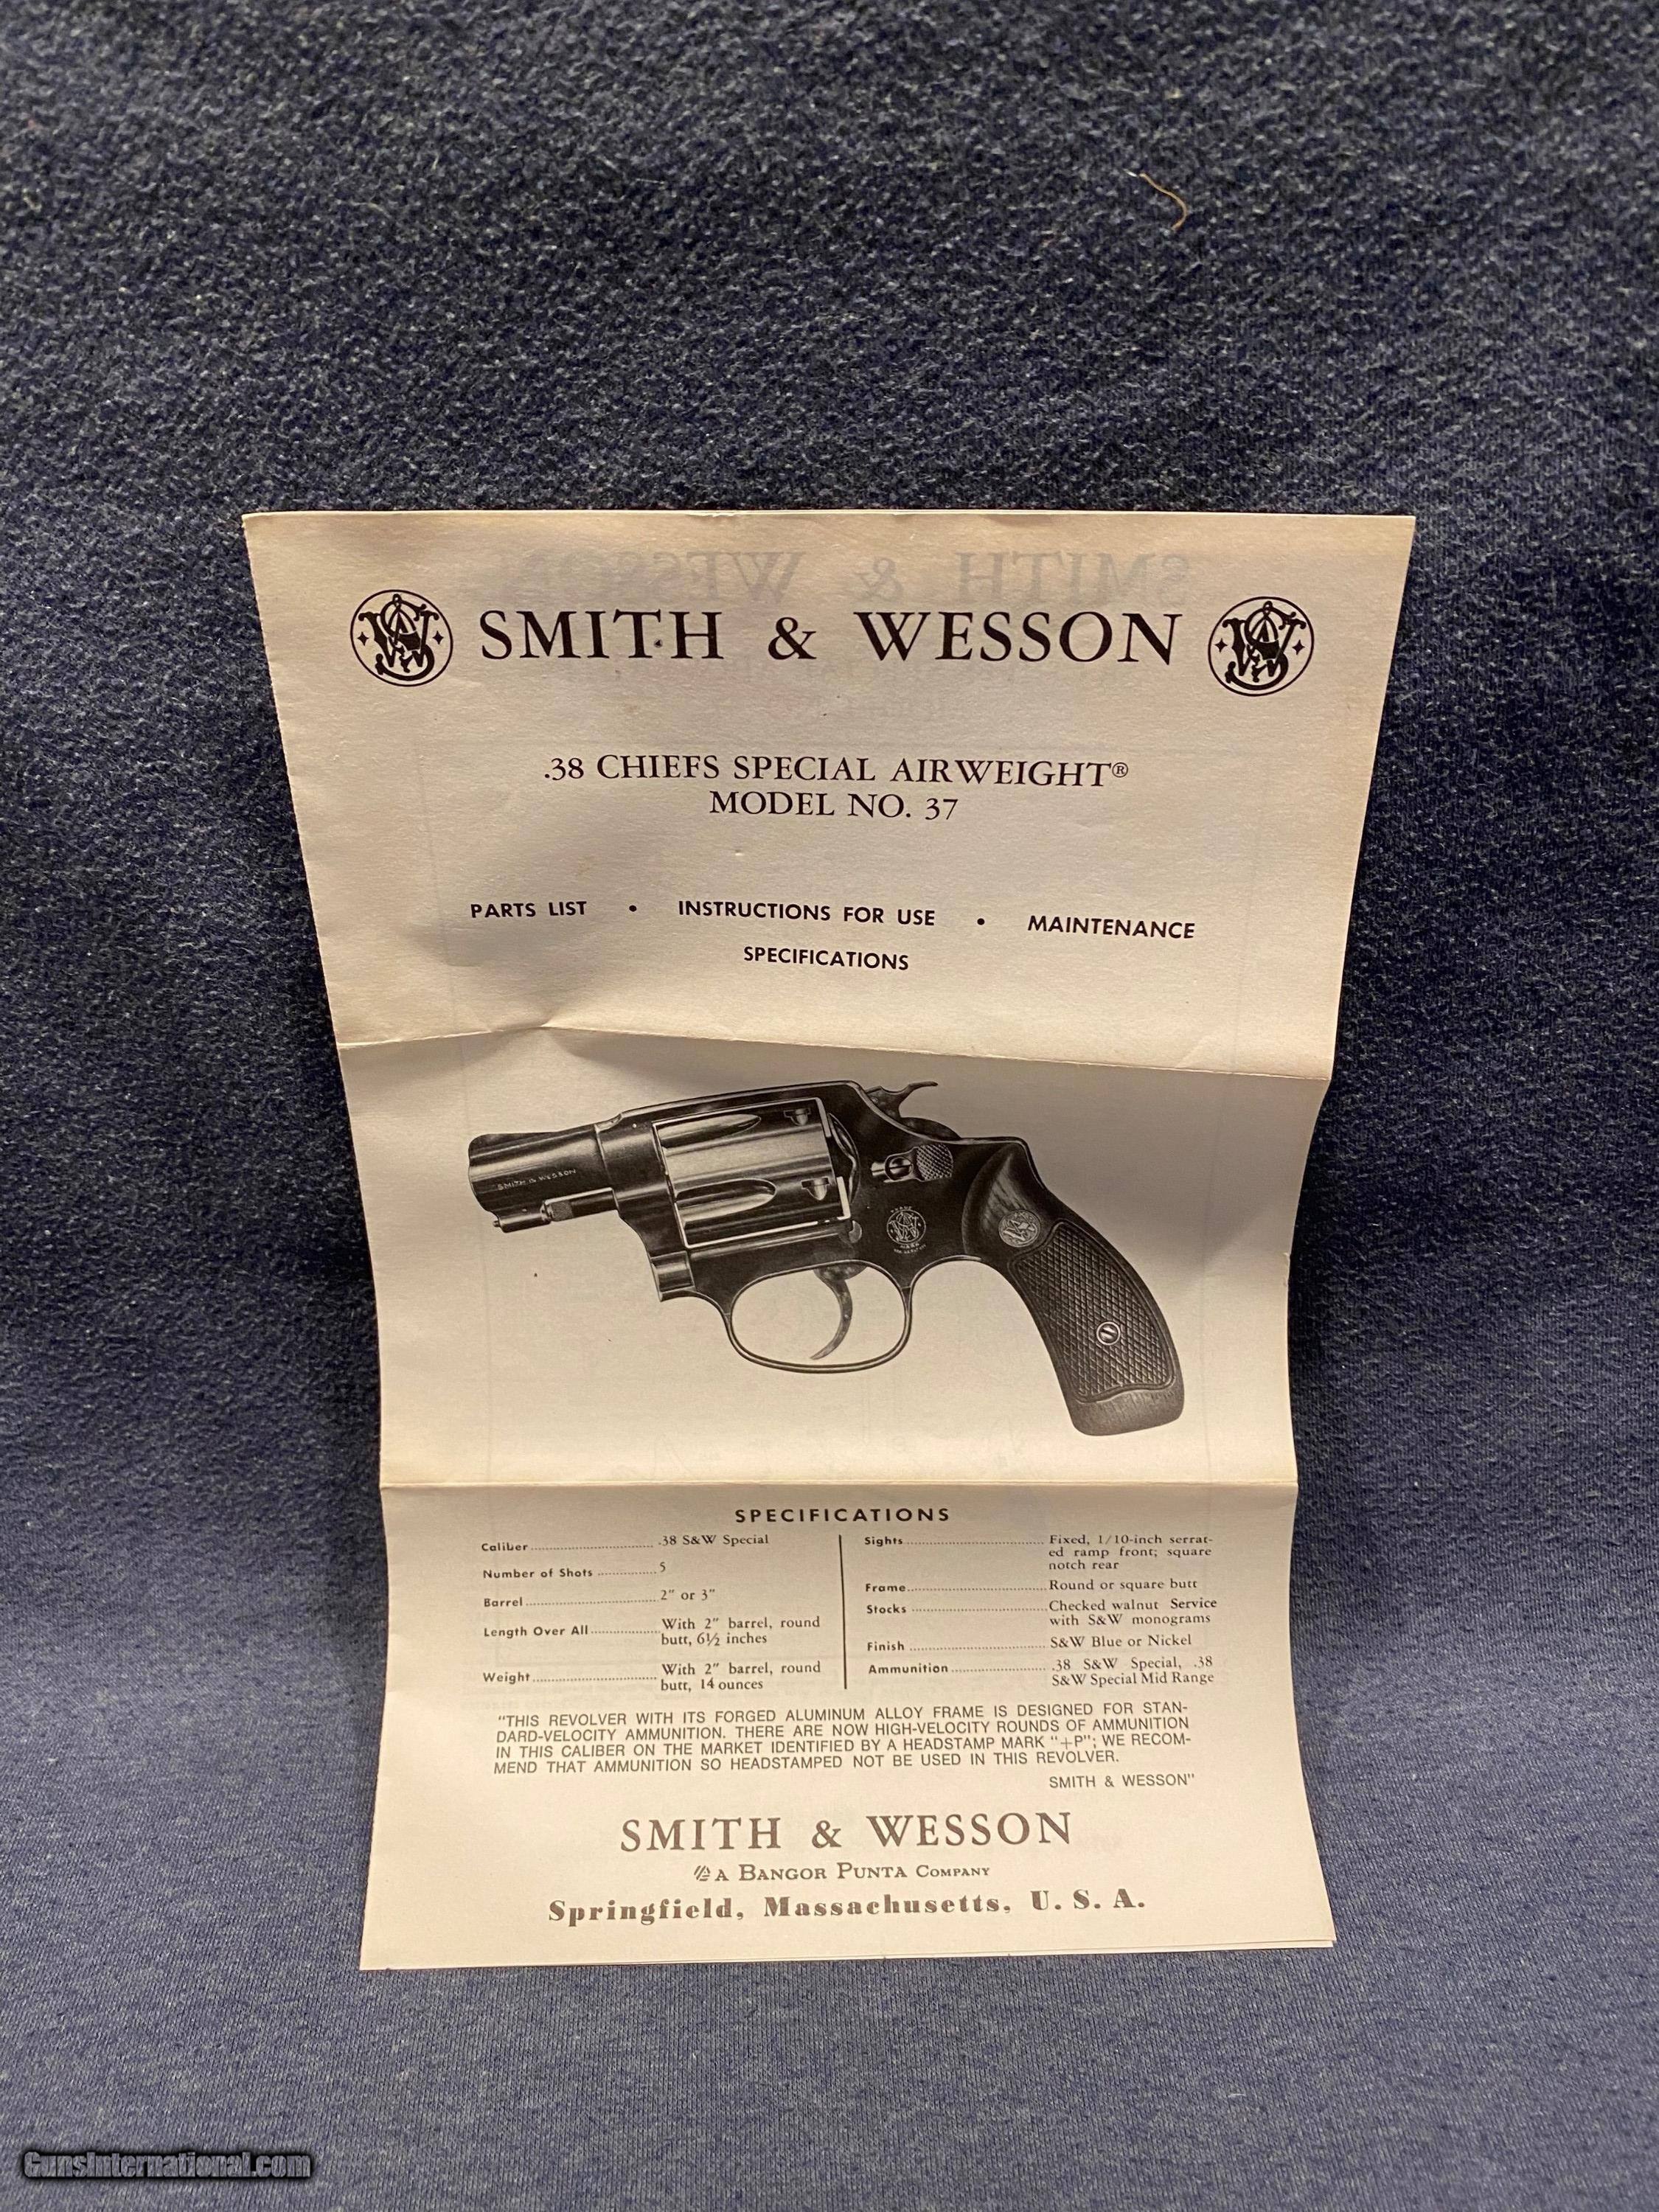 SMITH & WESSON
.38 CHIEFS SPECIAL AIRWEIGHT®
MODEL NO. 37
PARTS LIST • INSTRUCTIONS FOR USE • MAINTENANCE
SPECIFICATIONS
SMITH & WESSON
SPECIFICATIONS
Caliber .38 S&W Special
Number of Shots 5
Barrel 2" or 3"
Length Over All With 2" barrel, round
butt, 6½ inches
Weight With 2" barrel, round
butt, 14 ounces
Sights Fixed, 1/10-inch serrat-
ed ramp front; square
notch rear
Frame Round or square butt
Stocks Checked walnut Service
with S&W monograms
Finish S&W Blue or Nickel
Ammunition .38 S&W Special, .38
S&W Special Mid Range
"THIS REVOLVER WITH ITS FORGED ALUMINUM ALLOY FRAME IS DESIGNED FOR STAN-
DARD-VELOCITY AMMUNITION. THERE ARE NOW HIGH-VELOCITY ROUNDS OF AMMUNITION
IN THIS CALIBER ON THE MARKET IDENTIFIED BY A HEADSTAMP MARK "+P"; WE RECOM-
MEND THAT AMMUNITION SO HEADSTAMPED NOT BE USED IN THIS REVOLVER.
SMITH & WESSON"
SMITH & WESSON
A BANGOR PUNTA COMPANY
Springfield, Massachusetts, U. S. A.
GunsInternational.com